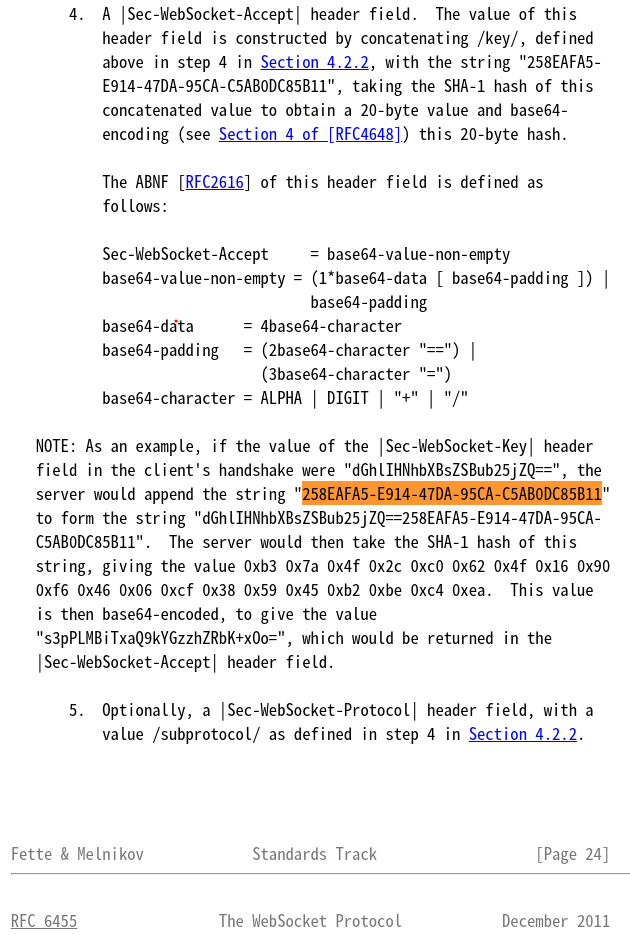 4. A |Sec-WebSocket-Accept| header field. The value of this
header field is constructed by concatenating /key/, defined
above in step 4 in Section 4.2.2, with the string "258EAFA5-
E914-47DA-95CA-C5AB0DC85B11", taking the SHA-1 hash of this
concatenated value to obtain a 20-byte value and base64-
encoding (see Section 4 of [RFC4648]) this 20-byte hash.
The ABNF [RFC2616] of this header field is defined as
follows:
Sec-WebSocket-Accept     = base64-value-non-empty
base64-value-non-empty = (1*base64-data [ base64-padding ]) |
base64-padding
base64-data      = 4base64-character
base64-padding   = (2base64-character "==") |
(3base64-character "=")
base64-character = ALPHA | DIGIT | "+" | "/"
NOTE: As an example, if the value of the |Sec-WebSocket-Key| header
field in the client's handshake were "dGhlIHNhbXBsZSBub25jZQ==", the
server would append the string "258EAFA5-E914-47DA-95CA-C5AB0DC85B11"
to form the string "dGhlIHNhbXBsZSBub25jZQ==258EAFA5-E914-47DA-95CA-
C5AB0DC85B11". The server would then take the SHA-1 hash of this
string, giving the value 0xb3 0x7a 0x4f 0x2c 0xc0 0x62 0x4f 0x16 0x90
0xf6 0x46 0x06 0xcf 0x38 0x59 0x45 0xb2 0xbe 0xc4 0xea. This value
is then base64-encoded, to give the value
"s3pPLMBiTxaQ9kYGzzhZRbK+xOo=", which would be returned in the
|Sec-WebSocket-Accept| header field.
5. Optionally, a |Sec-WebSocket-Protocol| header field, with a
value /subprotocol/ as defined in step 4 in Section 4.2.2.
Fette & Melnikov Standards Track [Page 24]
RFC 6455 The WebSocket Protocol December 2011